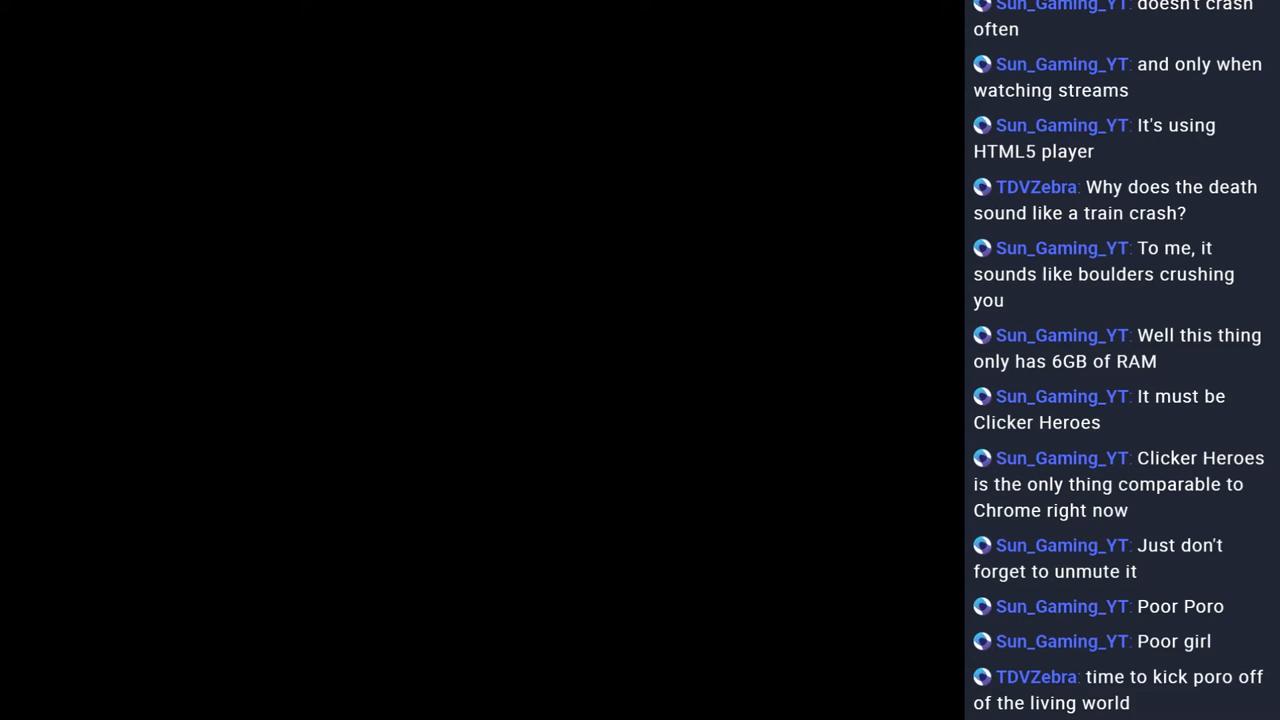 Sun_Gaming_YT: doesn't crash
often
Sun_Gaming_YT: and only when
watching streams
Sun_Gaming_YT: It's using
HTML5 player
TDVZebra: Why does the death
sound like a train crash?
Sun_Gaming_YT: To me, it
sounds like boulders crushing
you
Sun_Gaming_YT: Well this thing
only has 6GB of RAM
Sun_Gaming_YT: It must be
Clicker Heroes
Sun_Gaming_YT: Clicker Heroes
is the only thing comparable to
Chrome right now
Sun_Gaming_YT: Just don't
forget to unmute it
Sun_Gaming_YT: Poor Poro
Sun_Gaming_YT: Poor girl
TDVZebra: time to kick poro off
of the living world